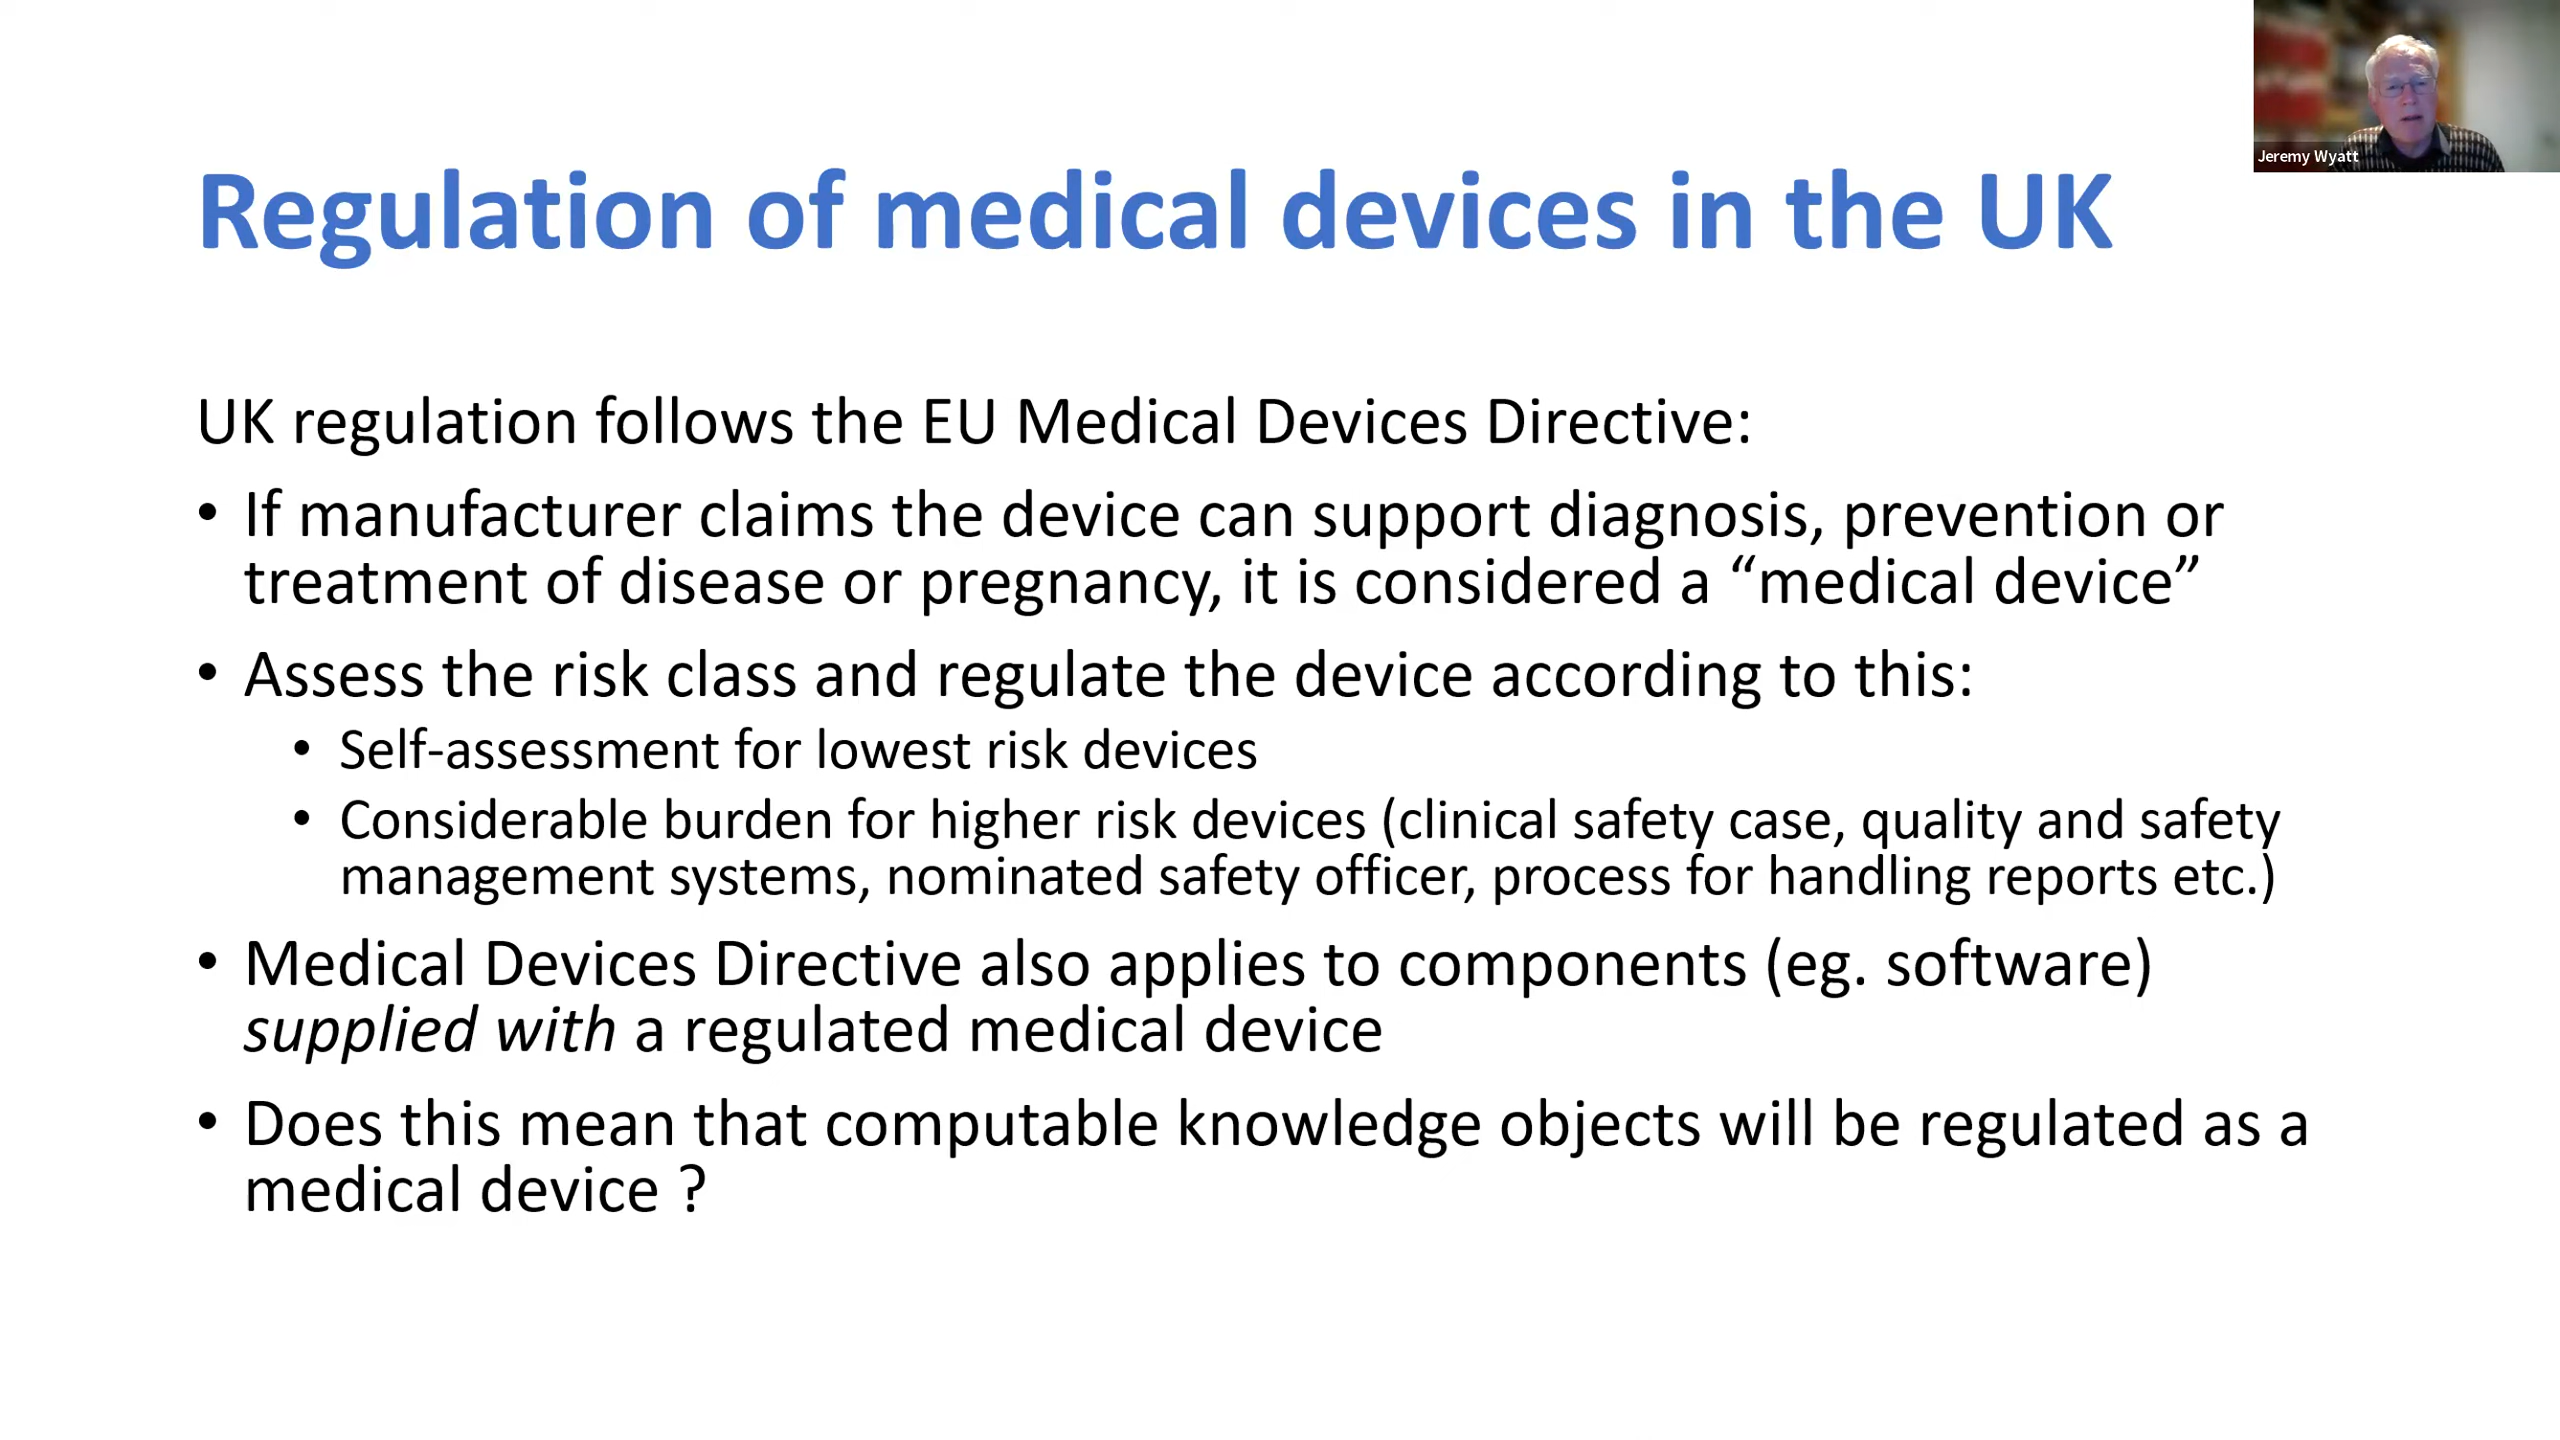 Jeremy Wyatt
Regulation of medical devices in the UK
UK regulation follows the EU Medical Devices Directive:
• If manufacturer claims the device can support diagnosis, prevention or
treatment of disease or pregnancy, it is considered a “medical device”
• Assess the risk class and regulate the device according to this:
• Self-assessment for lowest risk devices
• Considerable burden for higher risk devices (clinical safety case, quality and safety
management systems, nominated safety officer, process for handling reports etc.)
• Medical Devices Directive also applies to components (eg. software)
supplied with a regulated medical device
• Does this mean that computable knowledge objects will be regulated as a
medical device ?